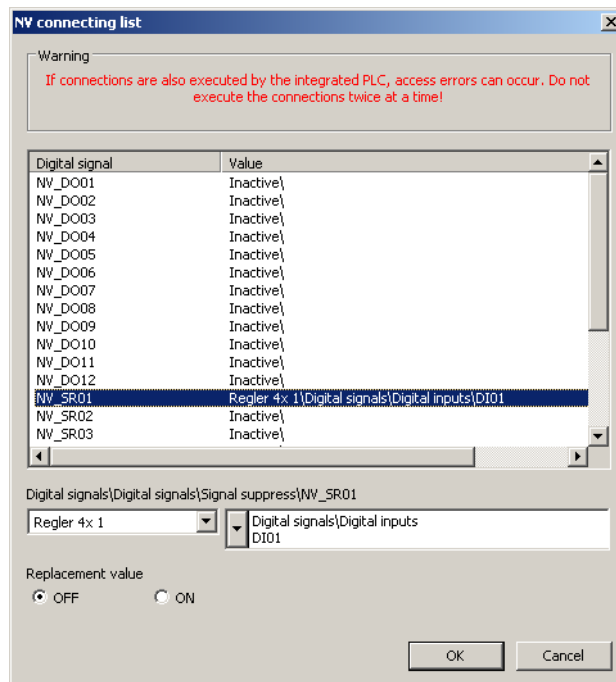 NV connecting list
Warning
If connections are also executed by the integrated PLC, access errors can occur. Do not
execute the connections twice at a time!
Digital signal Value
NV_DO01 Inactive\
NV_DO02 Inactive\
NV_DO03 Inactive\
NV_DO04 Inactive\
NV_DO05 Inactive\
NV_DO06 Inactive\
NV_DO07 Inactive\
NV_DO08 Inactive\
NV_DO09 Inactive\
NV_DO10 Inactive\
NV_DO11 Inactive\
NV_DO12 Inactive\
NV_SR01 Regler 4x 1\Digital signals\Digital inputs\DI01
NV_SR02 Inactive\
NV_SR03 Inactive\
Digital signals\Digital signals\Signal suppress\NV_SR01
Regler 4x 1 Digital signals\Digital inputs
DI01
Replacement value
OFF ON
OK Cancel